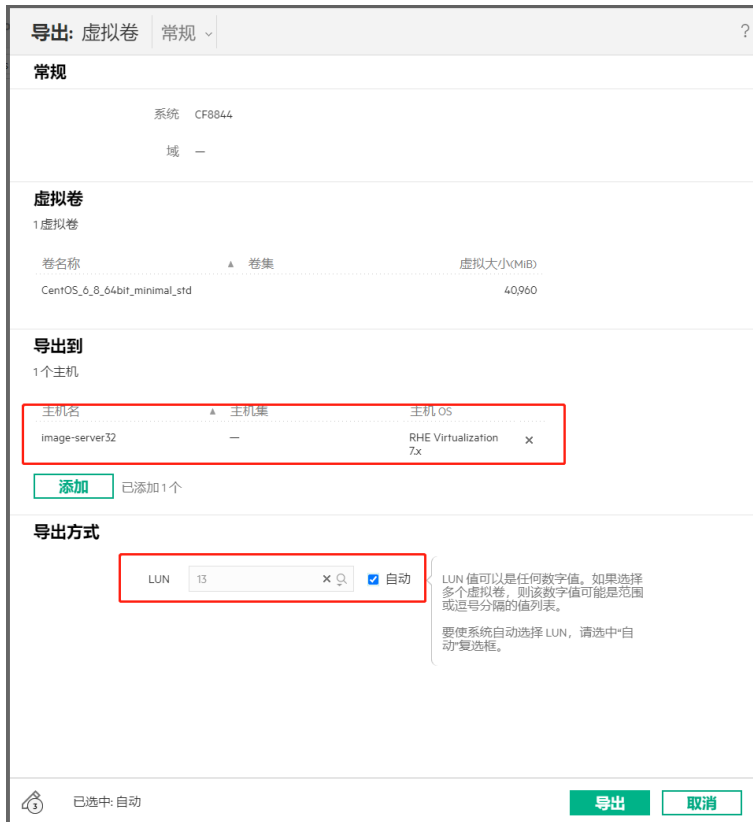 导出: 虚拟卷 常规
?
常规
系统 CF8844
域 —
虚拟卷
1虚拟卷
卷名称 ▲ 卷集 虚拟大小(MiB)
CentOS_6_8_64bit_minimal_std 40,960
导出到
1个主机
主机名 ▲ 主机集 主机 OS
image-server32 — RHE Virtualization
7.x
添加 已添加1个
导出方式
LUN 13 自动
LUN 值可以是任何数字值。如果选择
多个虚拟卷，则该数字值可能是范围
或逗号分隔的值列表。
要使系统自动选择 LUN，请选中“自
动”复选框。
3 已选中: 自动
导出 取消